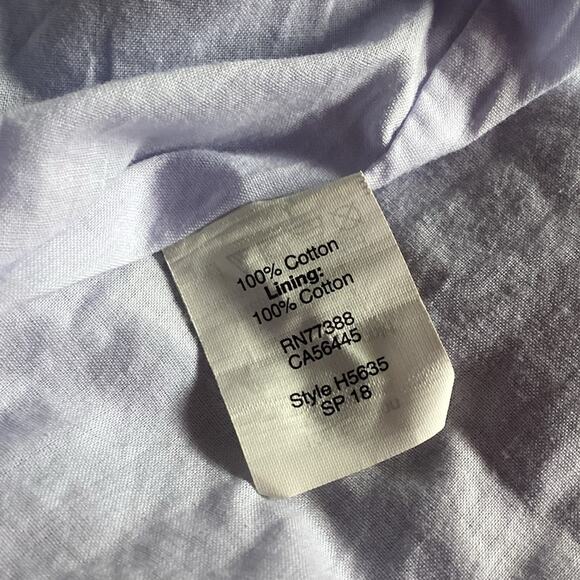 100% Cotton
Lining:
100% Cotton
RN77388
CA56445
Style H5635
SP 18